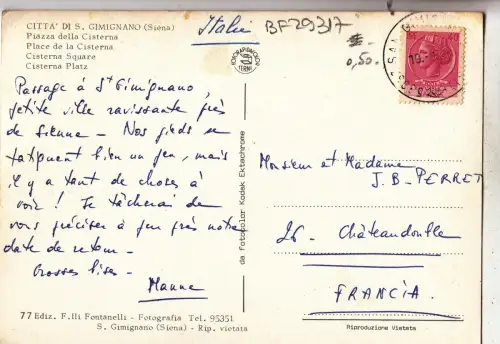 CITTA' DI S. GIMIGNANO (Siena)
Piazza della Cisterna
Place de la Cisterna
Cisterna Square
Cisterna Platz
Italie
BF29317
0,50.
Passage à St Gimignano,
petite ville ravissante près
de Sienne - Nos pieds se
fatiguent bien un peu, mais
il y a tant de choses à
voir ! Je tâcherai de
vous préciser à peu près notre
date de retour -
Grosses bises -
da fotocolor Kodak Ektachrome
Monsieur et Madame
J.B. PERRET
26 - Châteaudouble
FRANCIA.
77 Ediz. F.lli Fontanelli - Fotografia Tel. 95351
S. Gimignano (Siena) - Rip. vietata
Riproduzione Vietata